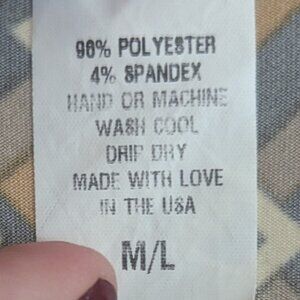 96% POLYESTER
4% SPANDEX
HAND OR MACHINE
WASH COOL
DRIP DRY
MADE WITH LOVE
IN THE USA
M/L